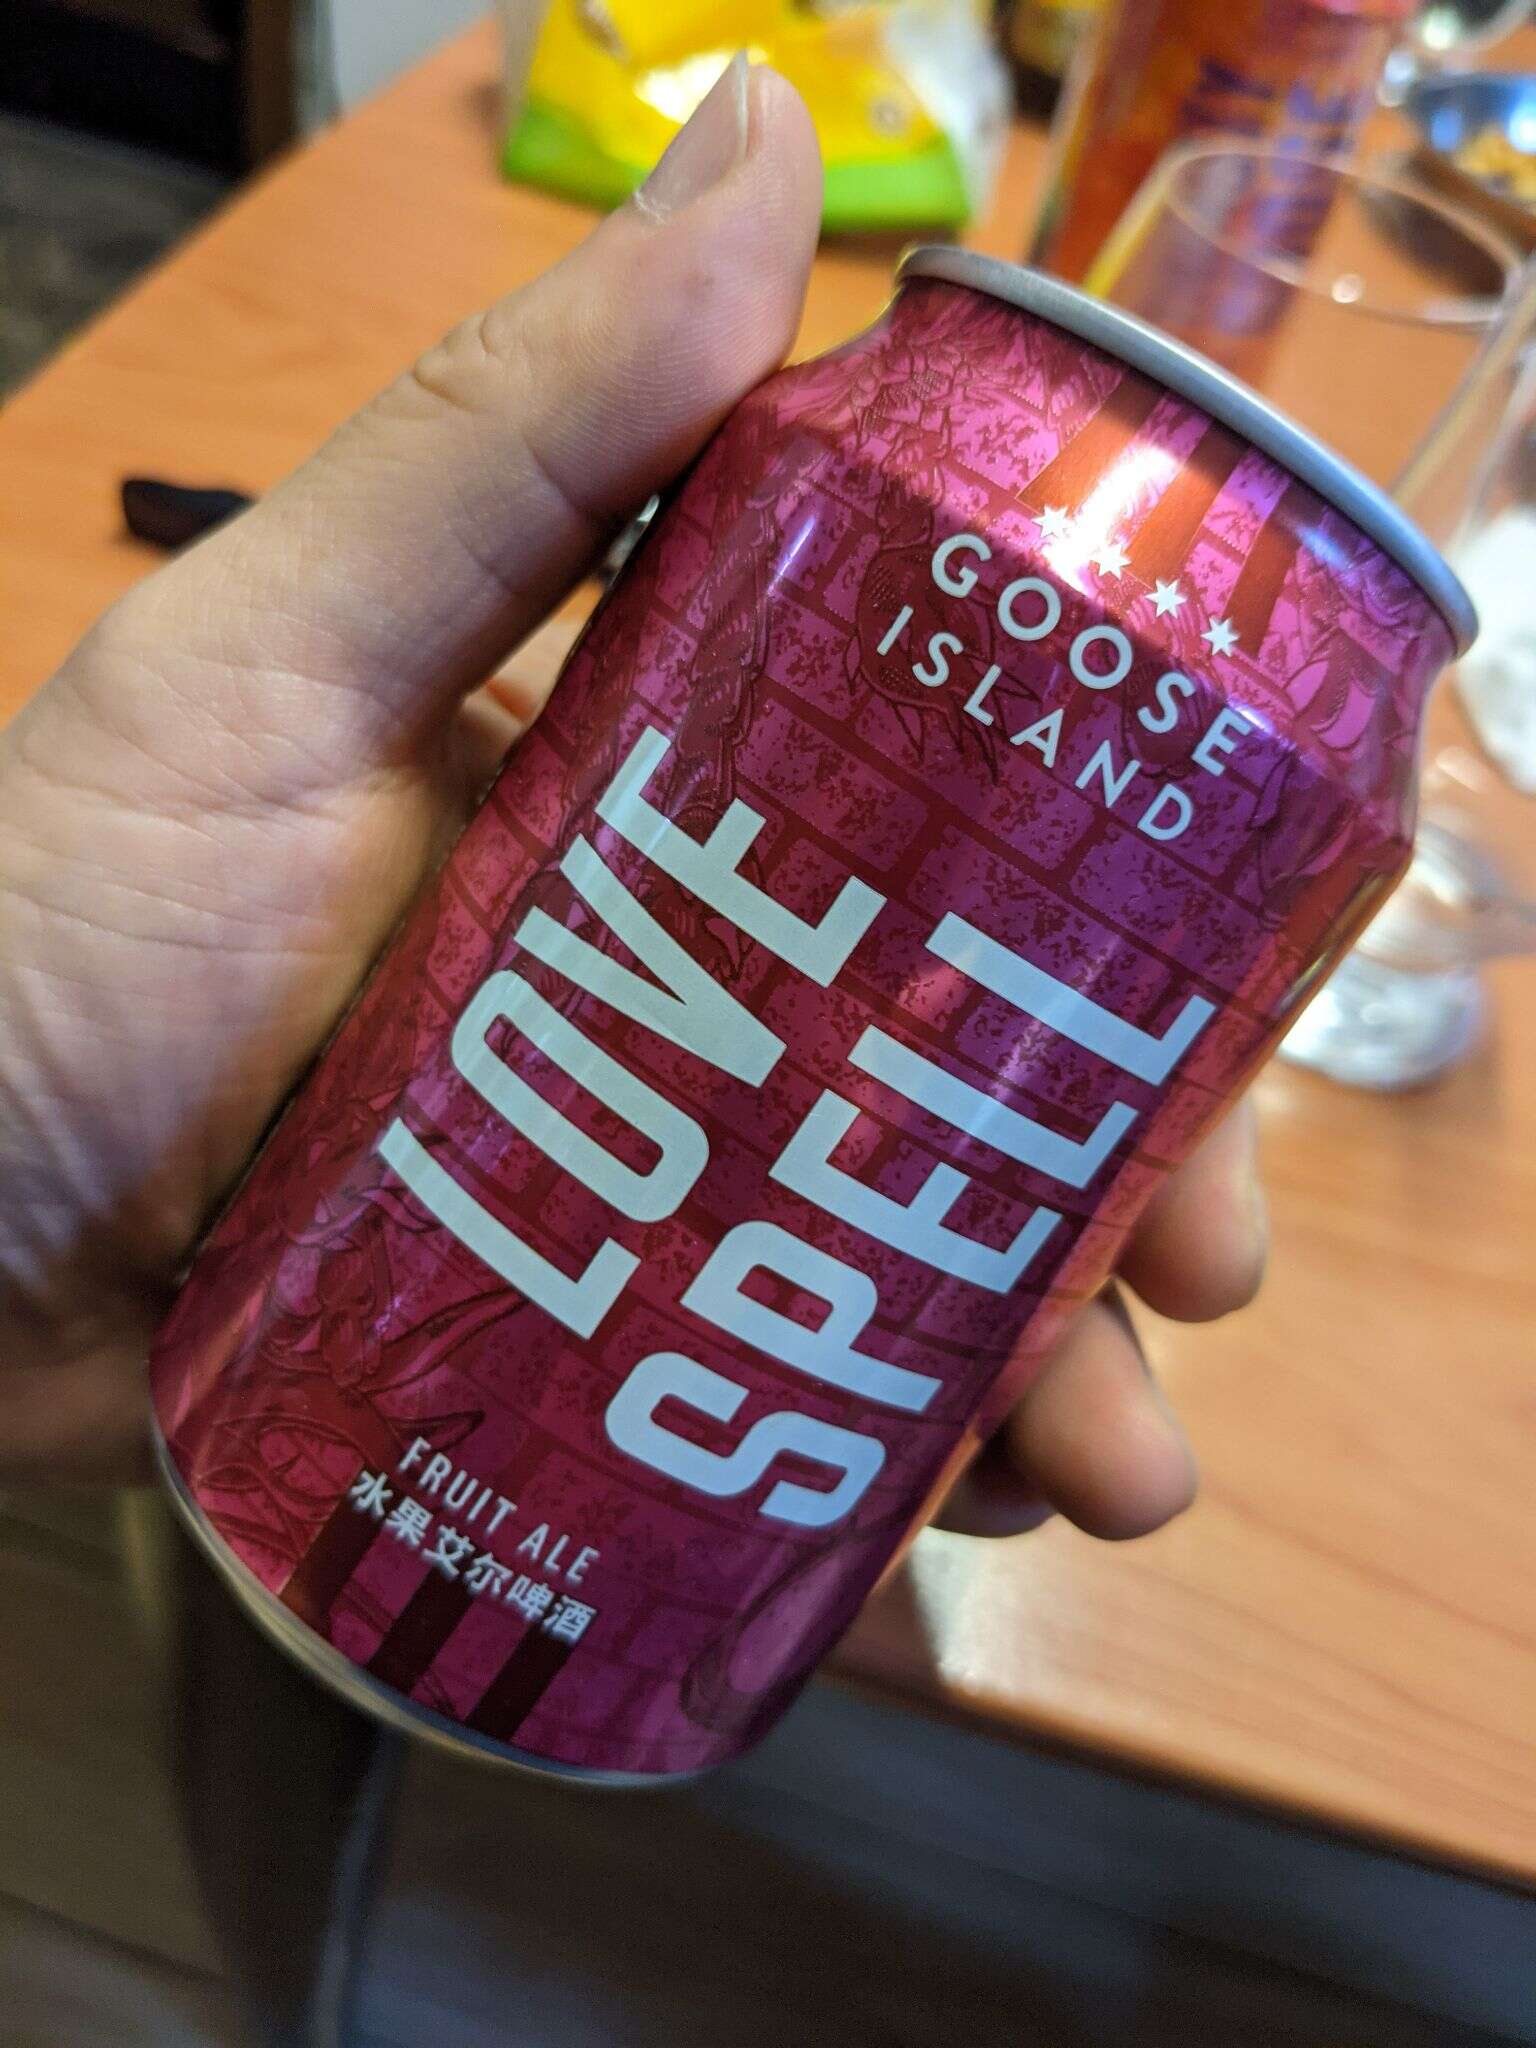 GOOSE
ISLAND
LOVE
SPELL
FRUIT ALE
水果艾尔啤酒